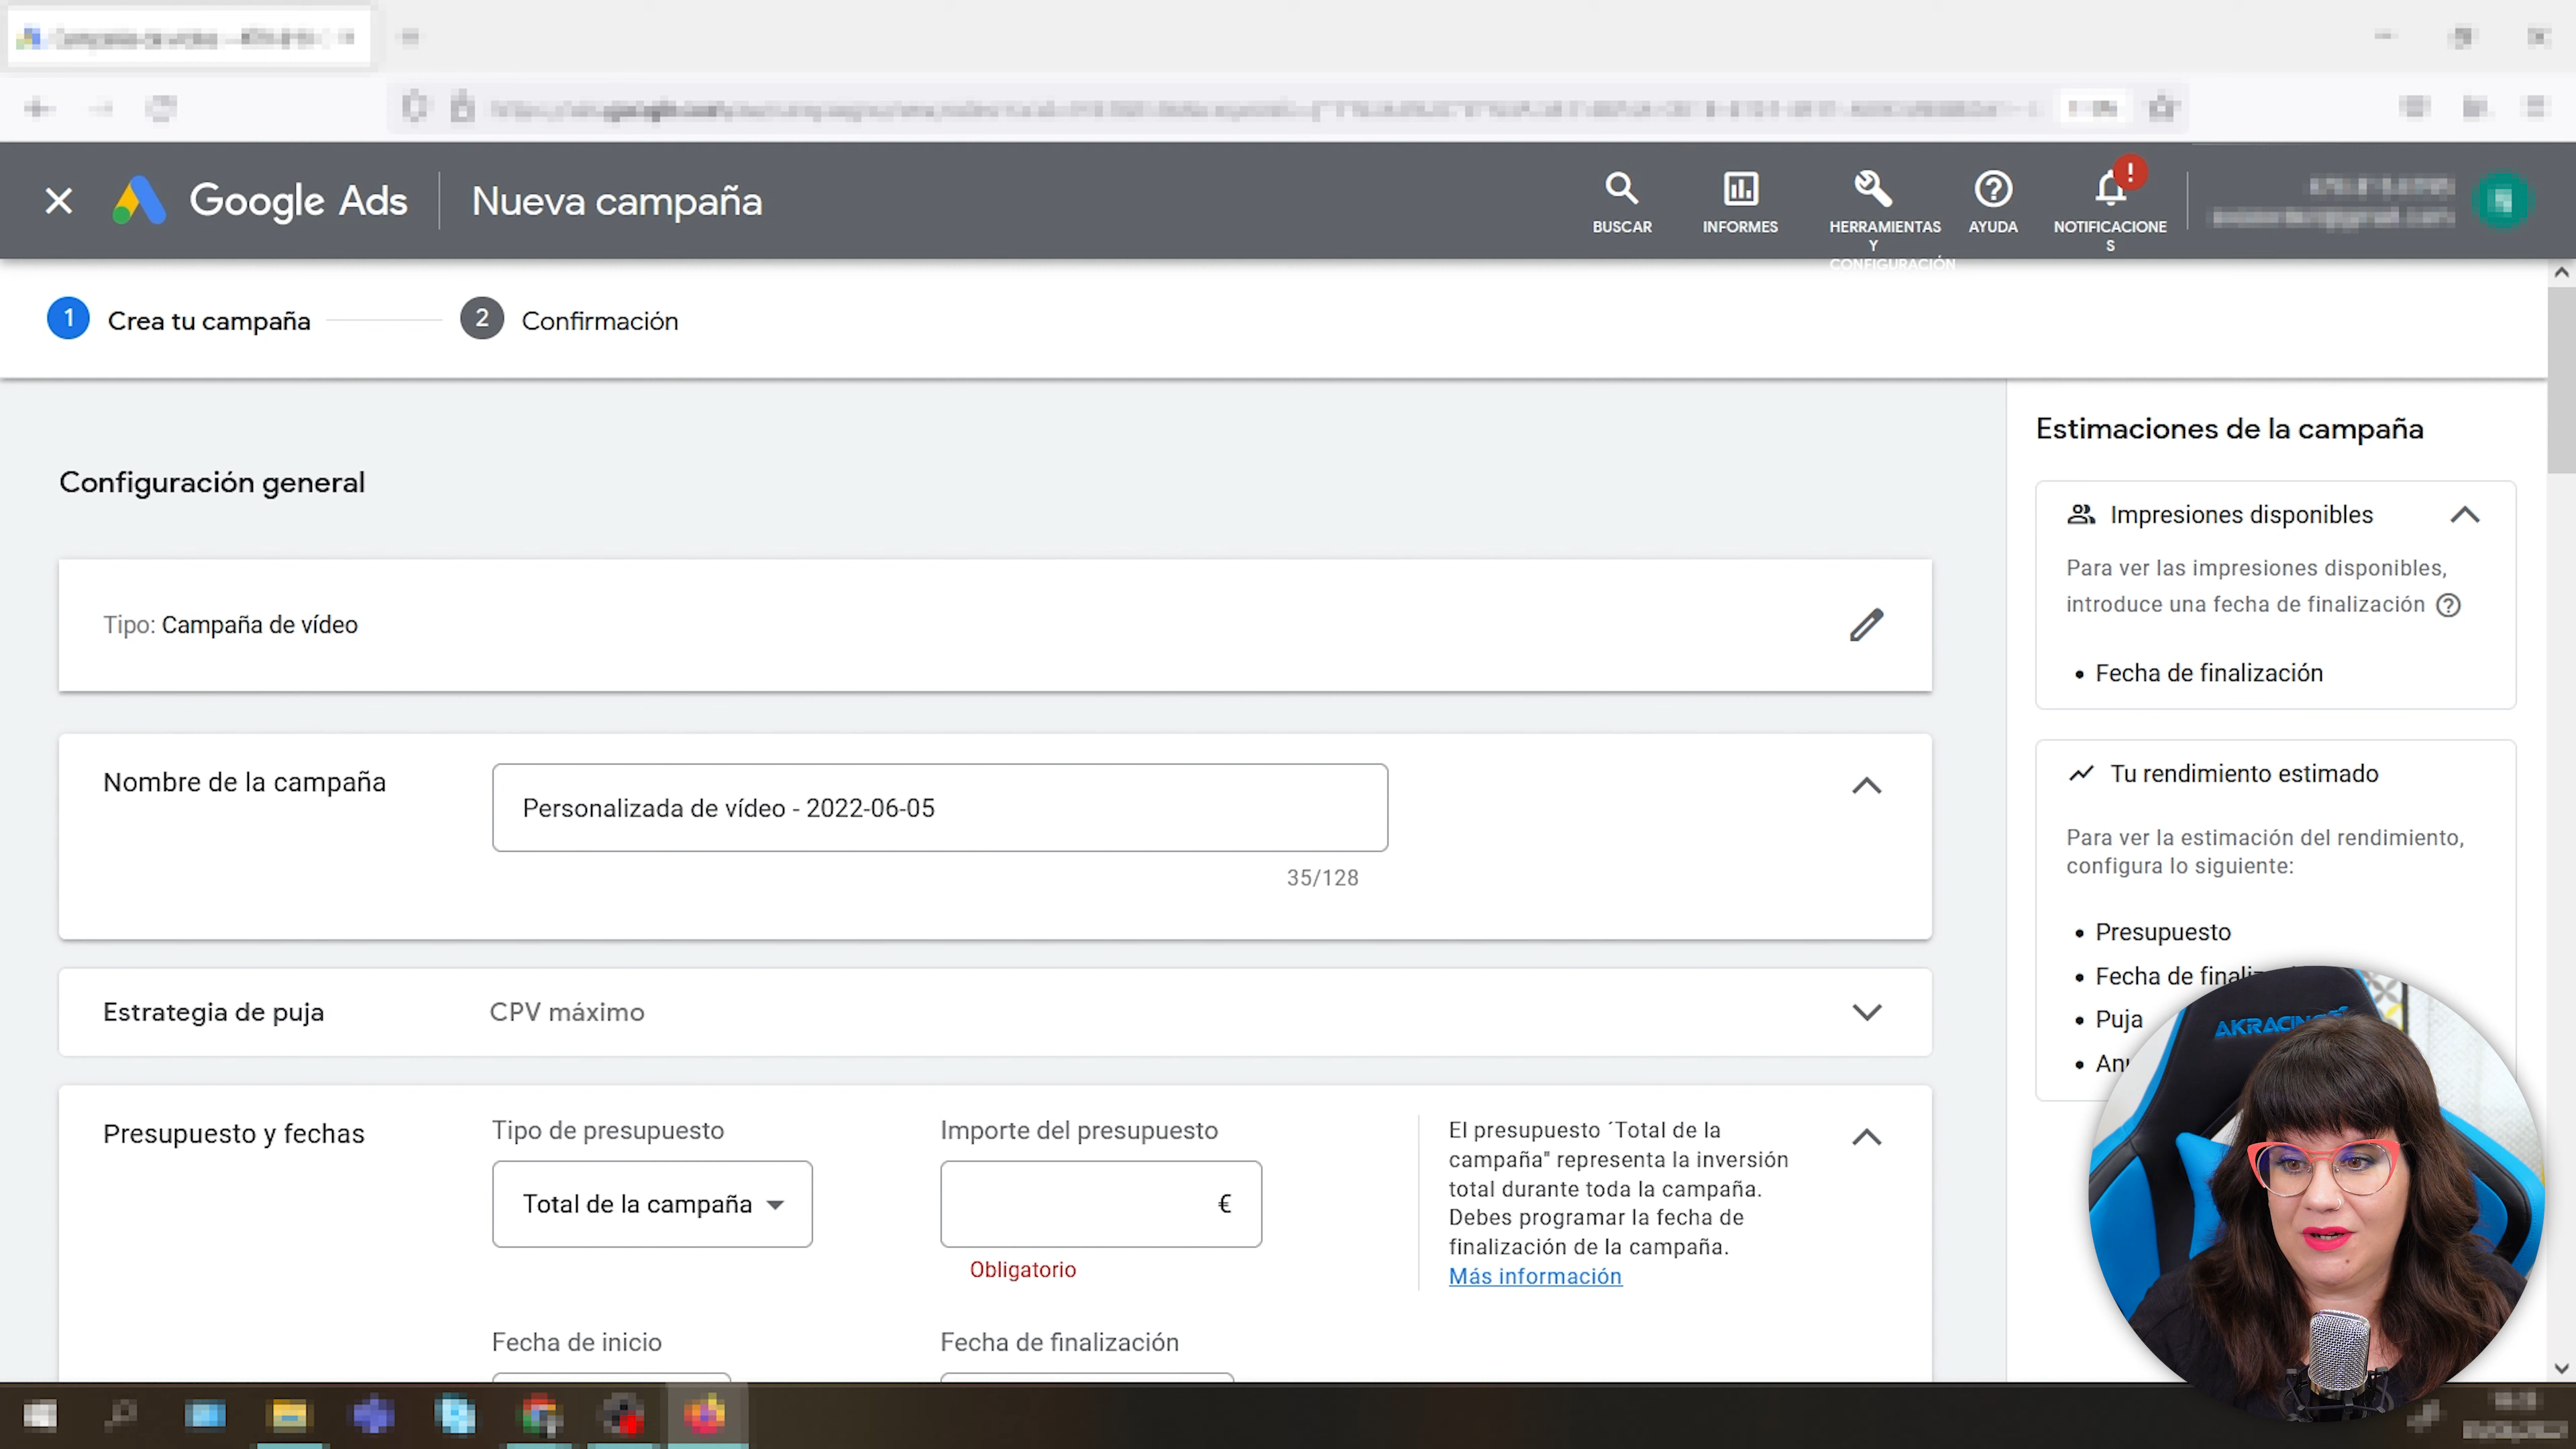 Google Ads
Nueva campaña
BUSCAR
INFORMES
HERRAMIENTAS
Y
CONFIGURACIÓN
AYUDA
!
NOTIFICACIONE
S
1 Crea tu campaña
2 Confirmación
Configuración general
Tipo: Campaña de vídeo
Nombre de la campaña
Personalizada de vídeo - 2022-06-05
35/128
Estrategia de puja
CPV máximo
Presupuesto y fechas
Tipo de presupuesto
Total de la campaña
Importe del presupuesto
€
Obligatorio
El presupuesto ´Total de la
campaña" representa la inversión
total durante toda la campaña.
Debes programar la fecha de
finalización de la campaña.
Más información
Fecha de inicio
Fecha de finalización
Estimaciones de la campaña
Impresiones disponibles
Para ver las impresiones disponibles,
introduce una fecha de finalización
• Fecha de finalización
Tu rendimiento estimado
Para ver la estimación del rendimiento,
configura lo siguiente:
• Presupuesto
• Fecha de
• Puja
AKRACING